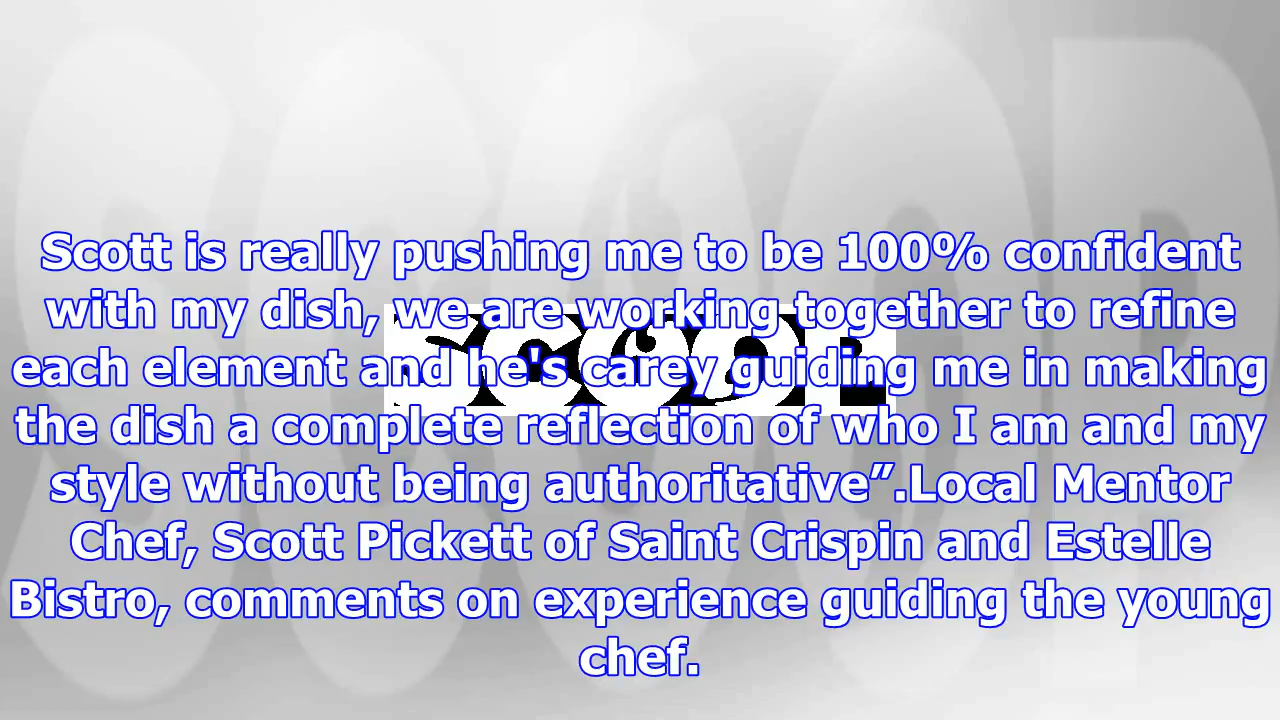 Scott is really pushing me to be 100% confident
with my dish, we are working together to refine
each element and he's carey guiding me in making
the dish a complete reflection of who I am and my
style without being authoritative”.Local Mentor
Chef, Scott Pickett of Saint Crispin and Estelle
Bistro, comments on experience guiding the young
chef.
SCOOP